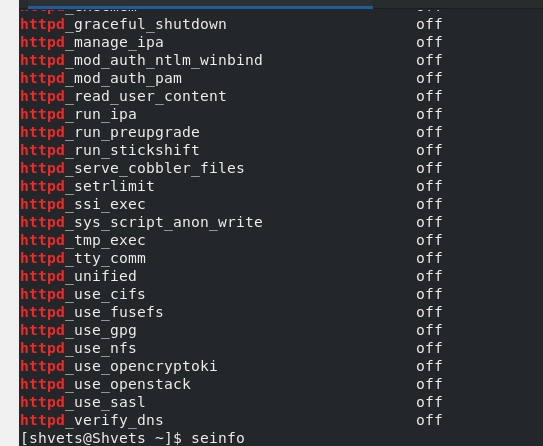 httpd_graceful_shutdown off
httpd_manage_ipa off
httpd_mod_auth_ntlm_winbind off
httpd_mod_auth_pam off
httpd_read_user_content off
httpd_run_ipa off
httpd_run_preupgrade off
httpd_run_stickshift off
httpd_serve_cobbler_files off
httpd_setrlimit off
httpd_ssi_exec off
httpd_sys_script_anon_write off
httpd_tmp_exec off
httpd_tty_comm off
httpd_unified off
httpd_use_cifs off
httpd_use_fusefs off
httpd_use_gpg off
httpd_use_nfs off
httpd_use_opencryptoki off
httpd_use_openstack off
httpd_use_sasl off
httpd_verify_dns off
[shvets@Shvets ~]$ seinfo